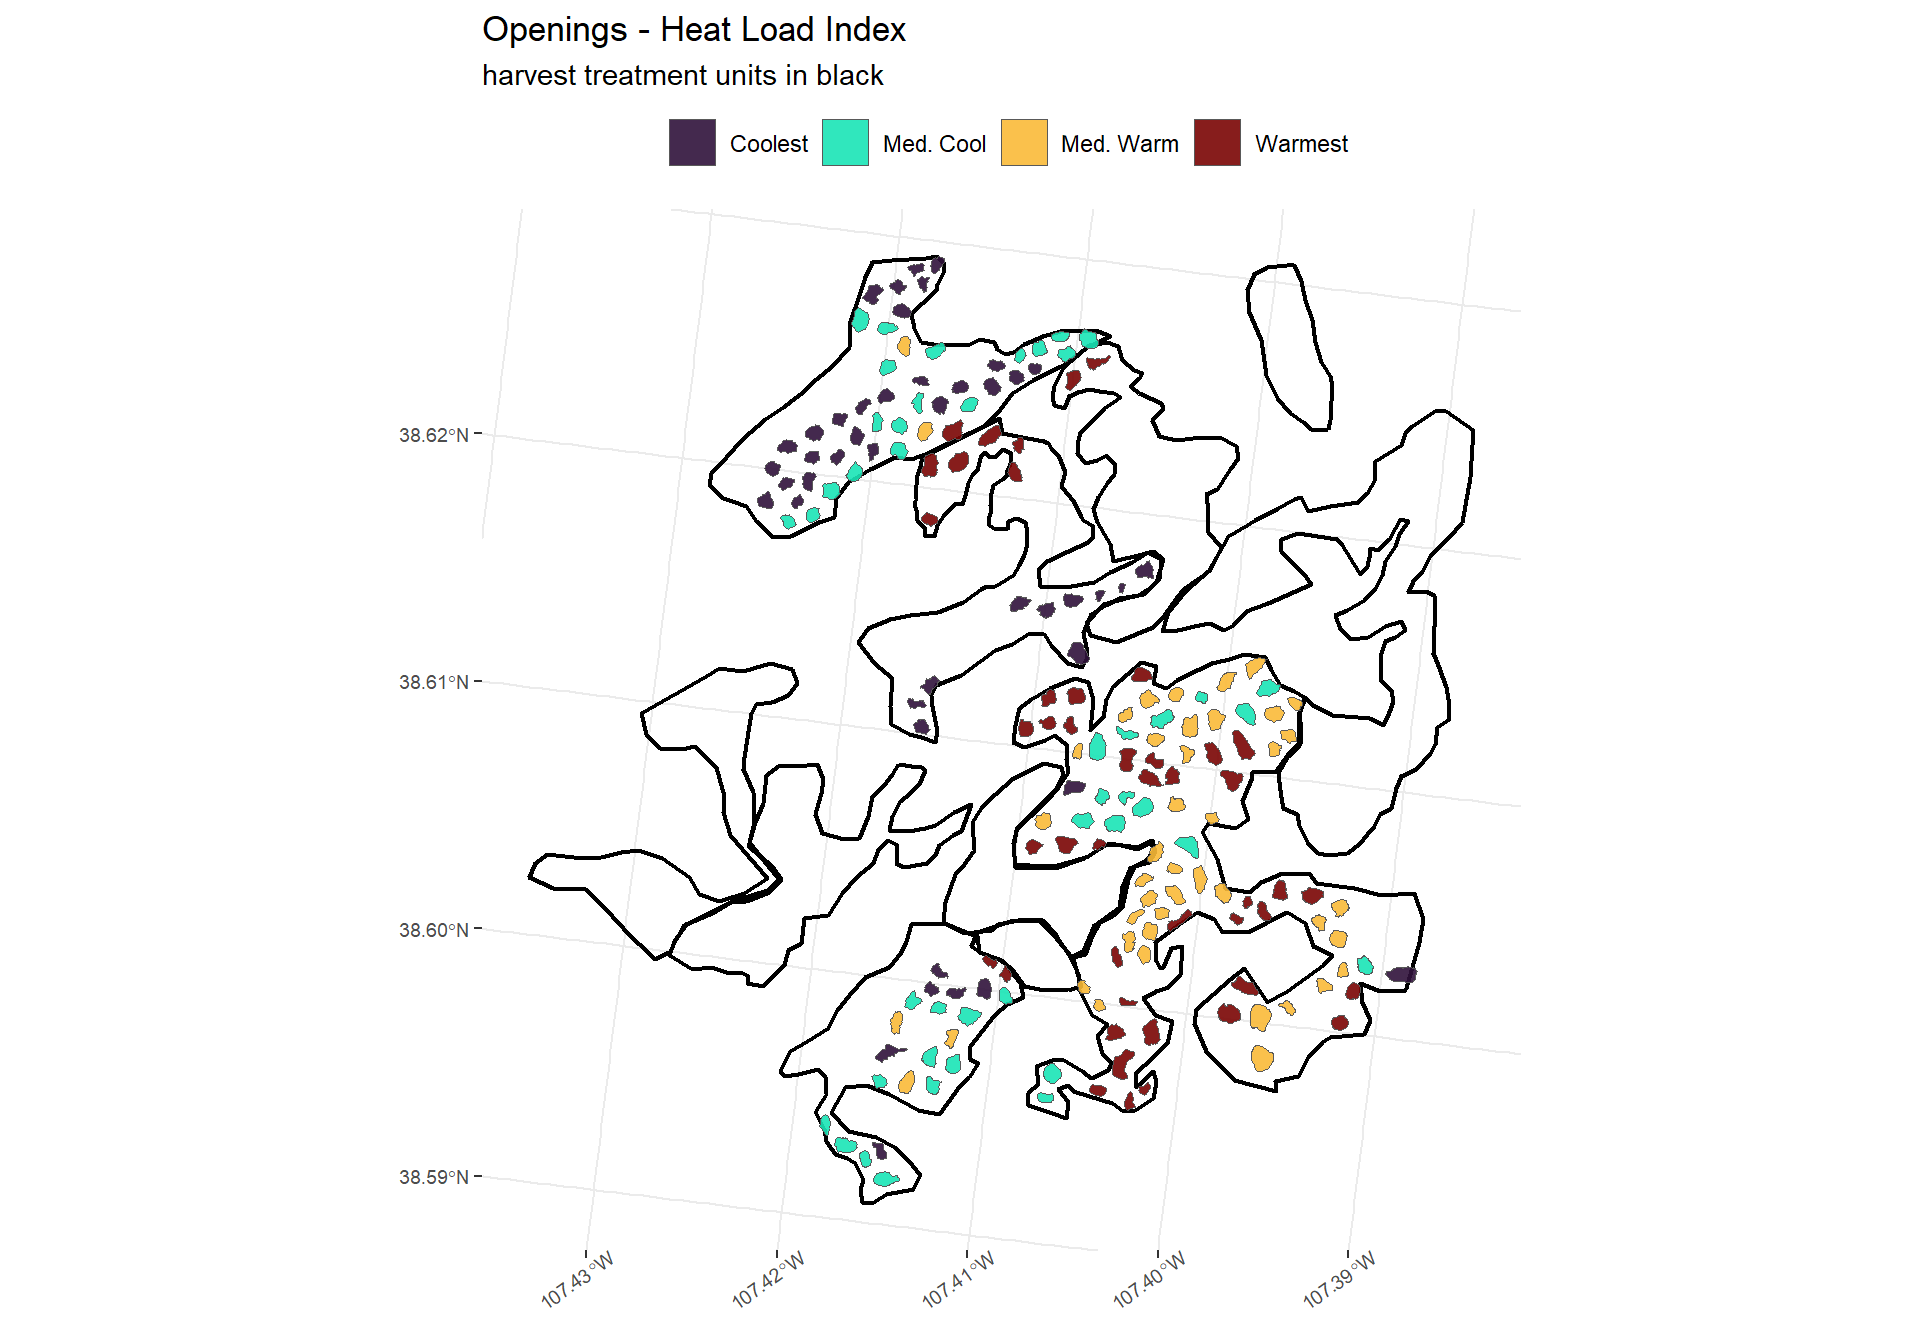 Openings - Heat Load Index
harvest treatment units in black
Coolest Med. Cool Med. Warm Warmest
38.62°N
38.61°N
38.60°N
38.59°N
107.43°W 107.42°W 107.41°W 107.40°W 107.39°W